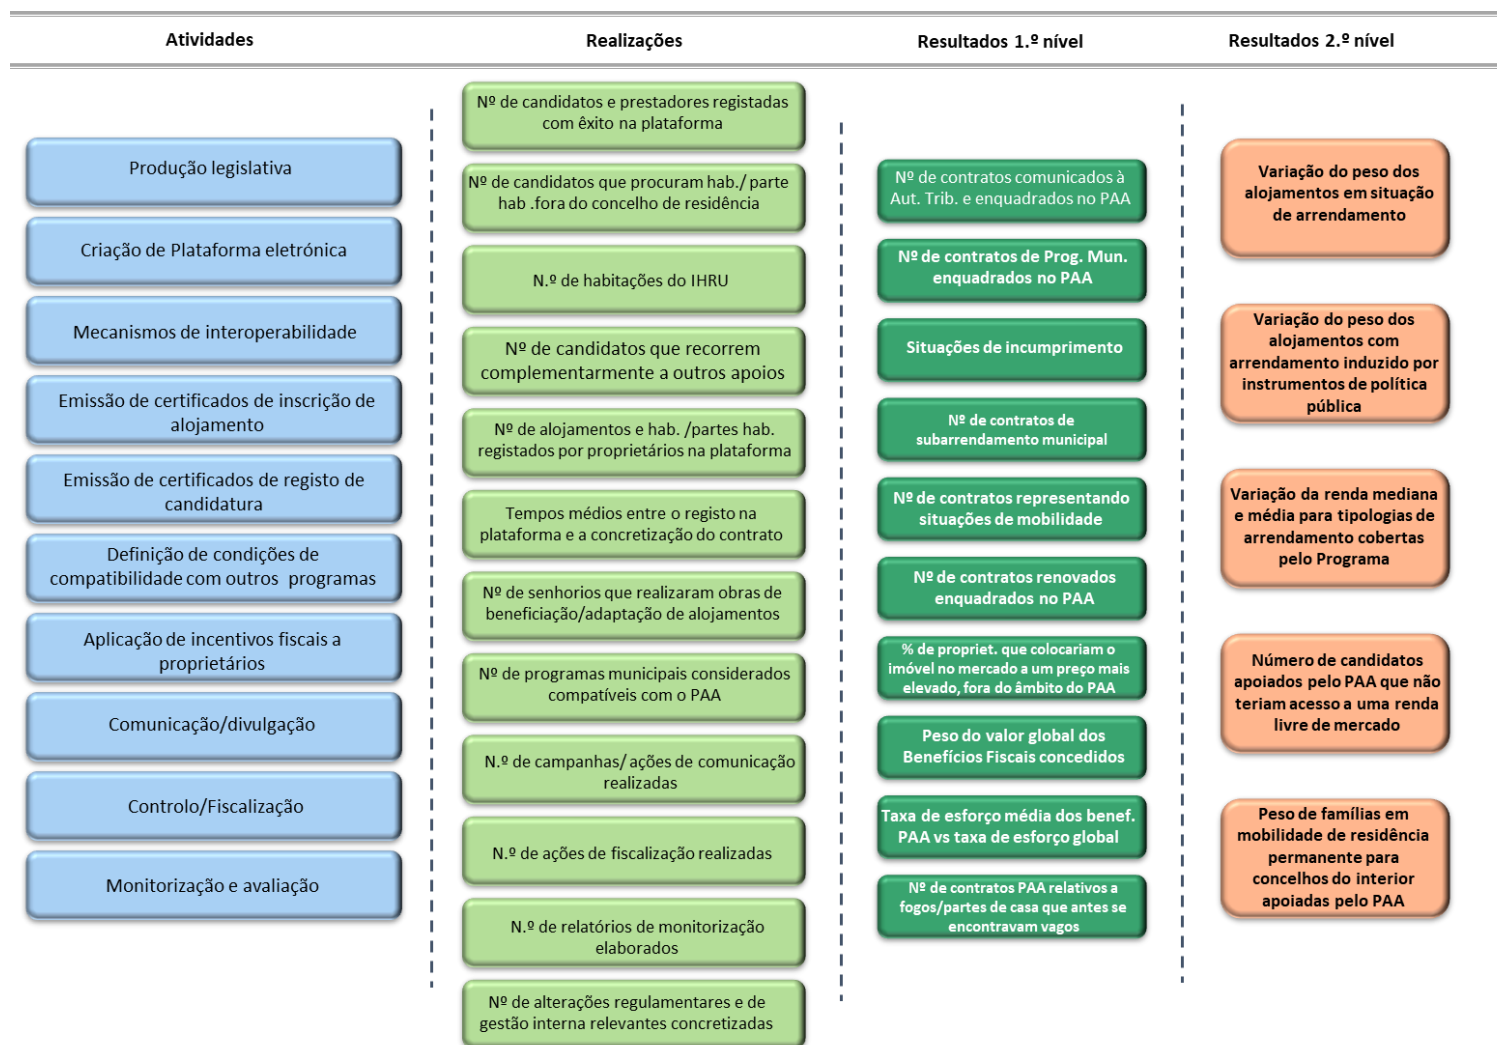 Atividades
Realizações
Resultados 1.º nível
Resultados 2.º nível
Produção legislativa
Criação de Plataforma eletrónica
Mecanismos de interoperabilidade
Emissão de certificados de inscrição de
alojamento
Emissão de certificados de registo de
candidatura
Definição de condições de
compatibilidade com outros programas
Aplicação de incentivos fiscais a
proprietários
Comunicação/divulgação
Controlo/Fiscalização
Monitorização e avaliação
Nº de candidatos e prestadores registadas
com êxito na plataforma
Nº de candidatos que procuram hab./ parte
hab .fora do concelho de residência
N.º de habitações do IHRU
Nº de candidatos que recorrem
complementarmente a outros apoios
Nº de alojamentos e hab. /partes hab.
registados por proprietários na plataforma
Tempos médios entre o registo na
plataforma e a concretização do contrato
Nº de senhorios que realizaram obras de
beneficiação/adaptação de alojamentos
Nº de programas municipais considerados
compatíveis com o PAA
N.º de campanhas/ ações de comunicação
realizadas
N.º de ações de fiscalização realizadas
N.º de relatórios de monitorização
elaborados
Nº de alterações regulamentares e de
gestão interna relevantes concretizadas
Nº de contratos comunicados à
Aut. Trib. e enquadrados no PAA
Nº de contratos de Prog. Mun.
enquadrados no PAA
Situações de incumprimento
Nº de contratos de
subarrendamento municipal
Nº de contratos representando
situações de mobilidade
Nº de contratos renovados
enquadrados no PAA
% de propriet. que colocariam o
imóvel no mercado a um preço mais
elevado, fora do âmbito do PAA
Peso do valor global dos
Benefícios Fiscais concedidos
Taxa de esforço média dos benef.
PAA vs taxa de esforço global
Nº de contratos PAA relativos a
fogos/partes de casa que antes se
encontravam vagos
Variação do peso dos
alojamentos em situação
de arrendamento
Variação do peso dos
alojamentos com
arrendamento induzido por
instrumentos de política
pública
Variação da renda mediana
e média para tipologias de
arrendamento cobertas
pelo Programa
Número de candidatos
apoiados pelo PAA que não
teriam acesso a uma renda
livre de mercado
Peso de famílias em
mobilidade de residência
permanente para
concelhos do interior
apoiadas pelo PAA